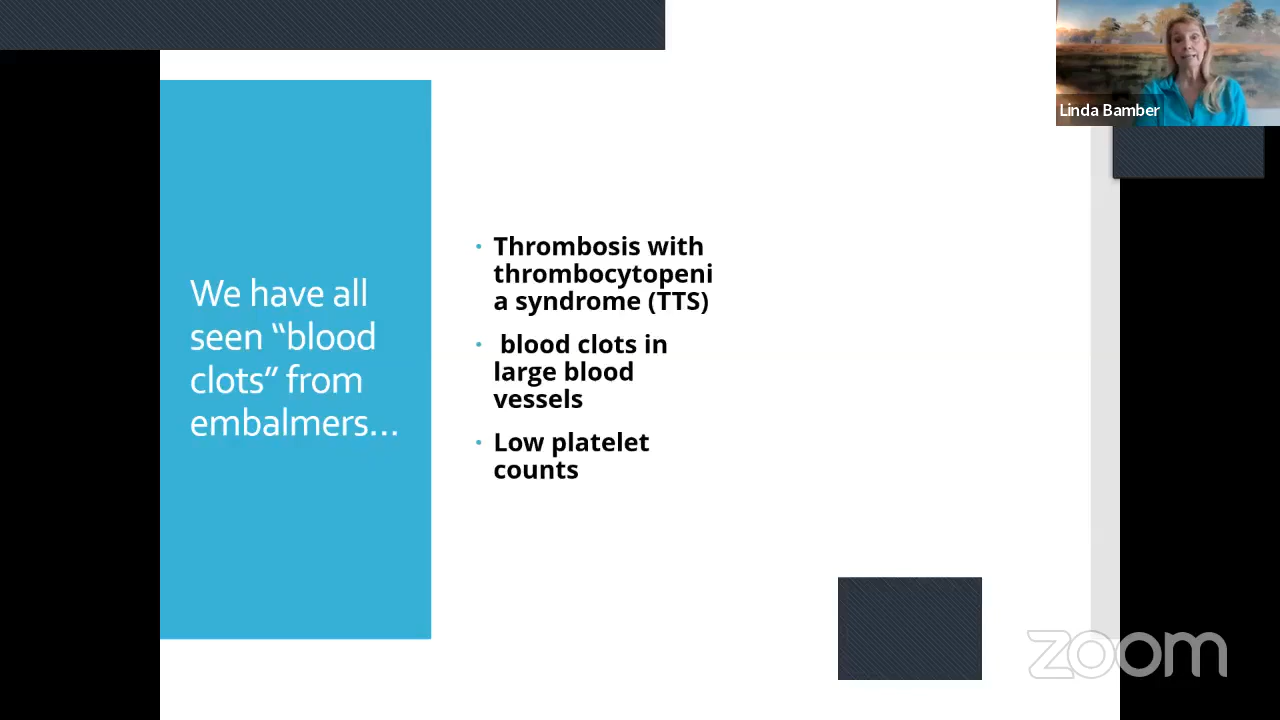 Linda Bamber
We have all
seen “blood
clots” from
embalmers...
Thrombosis with
thrombocytopeni
a syndrome (TTS)
blood clots in
large blood
vessels
Low platelet
counts
zoom